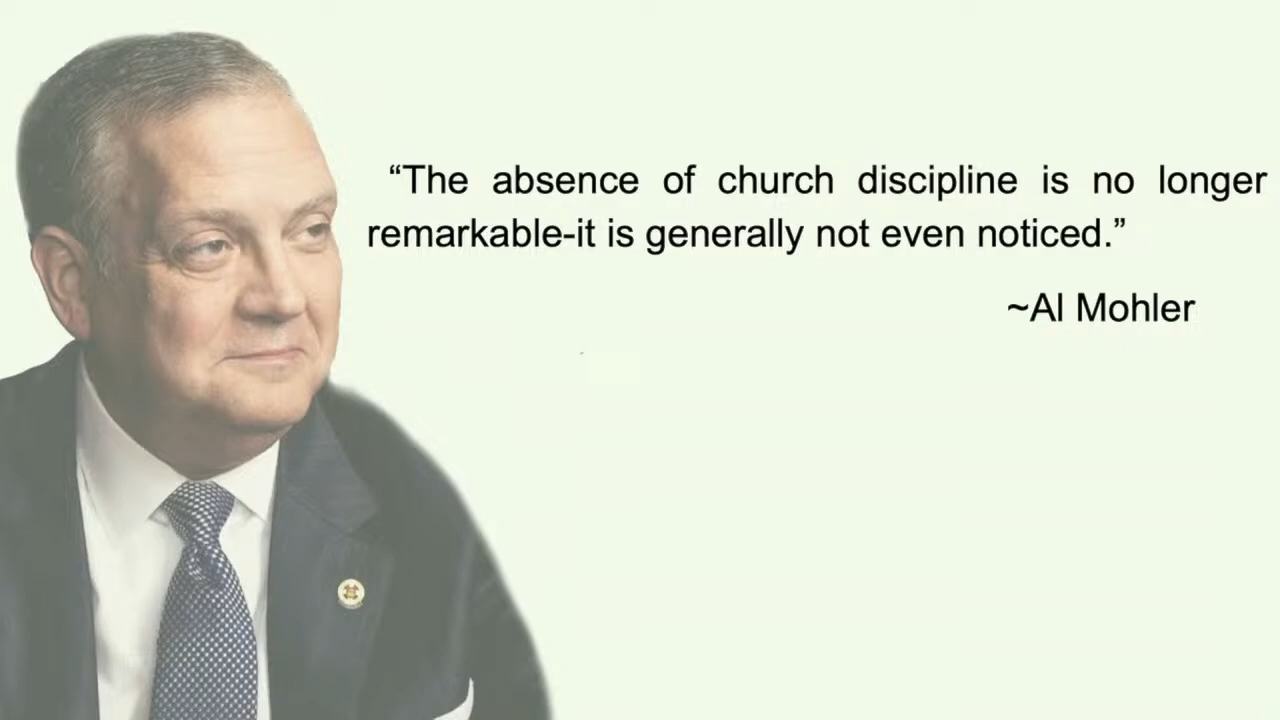 “The absence of church discipline is no longer
remarkable-it is generally not even noticed.”
~Al Mohler